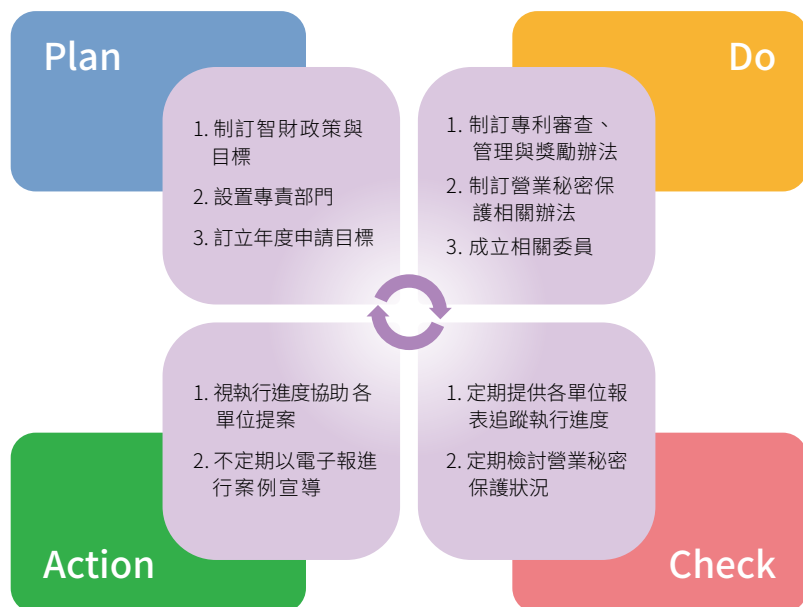 Plan
1. 制訂智財政策與
目標
2. 設置專責部門
3. 訂立年度申請目標
Do
1. 制訂專利審查、
管理與獎勵辦法
2. 制訂營業秘密保
護相關辦法
3. 成立相關委員
1. 視執行進度協助各
單位提案
2. 不定期以電子報進
行案例宣導
Action
1. 定期提供各單位報
表追蹤執行進度
2. 定期檢討營業秘密
保護狀況
Check